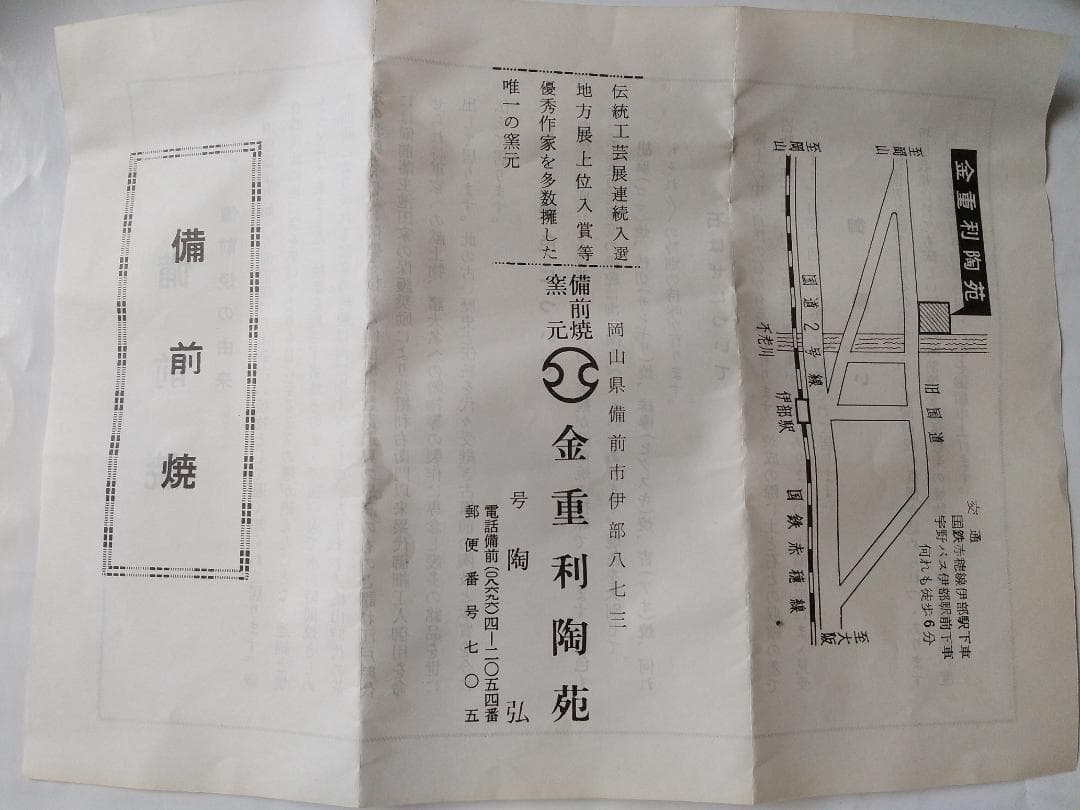 備前焼
伝統工芸展連続入選
地方展上位入賞等
優秀作家を多数擁した
唯一の窯元
岡山県備前市伊部八七三
備前焼
窯元
金重利陶苑
号陶弘
電話備前(〇八六九六)四―二〇五四番
郵便番号七〇五
金重利陶苑
至岡山
至岡山
国道2号線
不老川
伊部駅
旧国道
国鉄赤穂線
至大阪
交通
国鉄赤穂線伊部駅下車
宇野バス伊部駅前下車
何れも徒歩6分